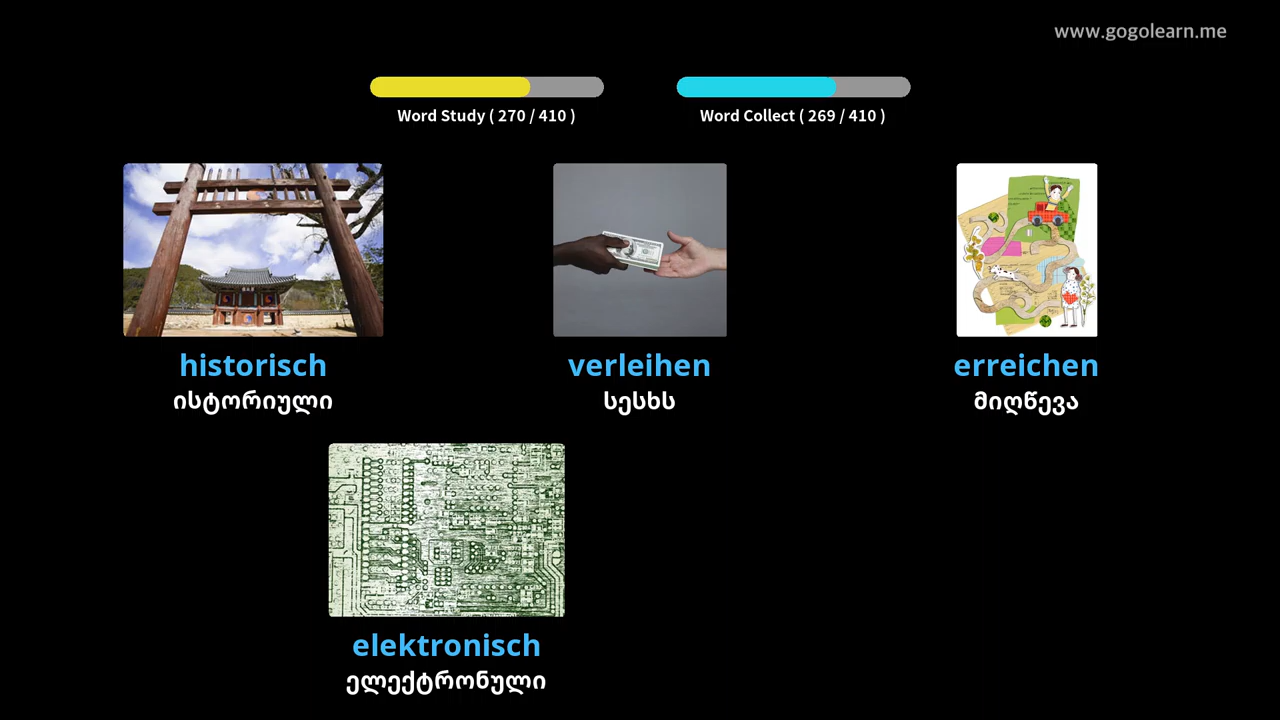 www.gogolearn.me
Word Study ( 270 / 410 )
Word Collect ( 269 / 410 )
historisch
ისტორიული
verleihen
სესხს
erreichen
მიღწევა
elektronisch
ელექტრონული